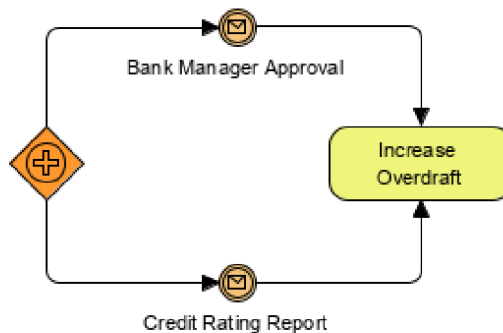 Bank Manager Approval
Increase
Overdraft
Credit Rating Report